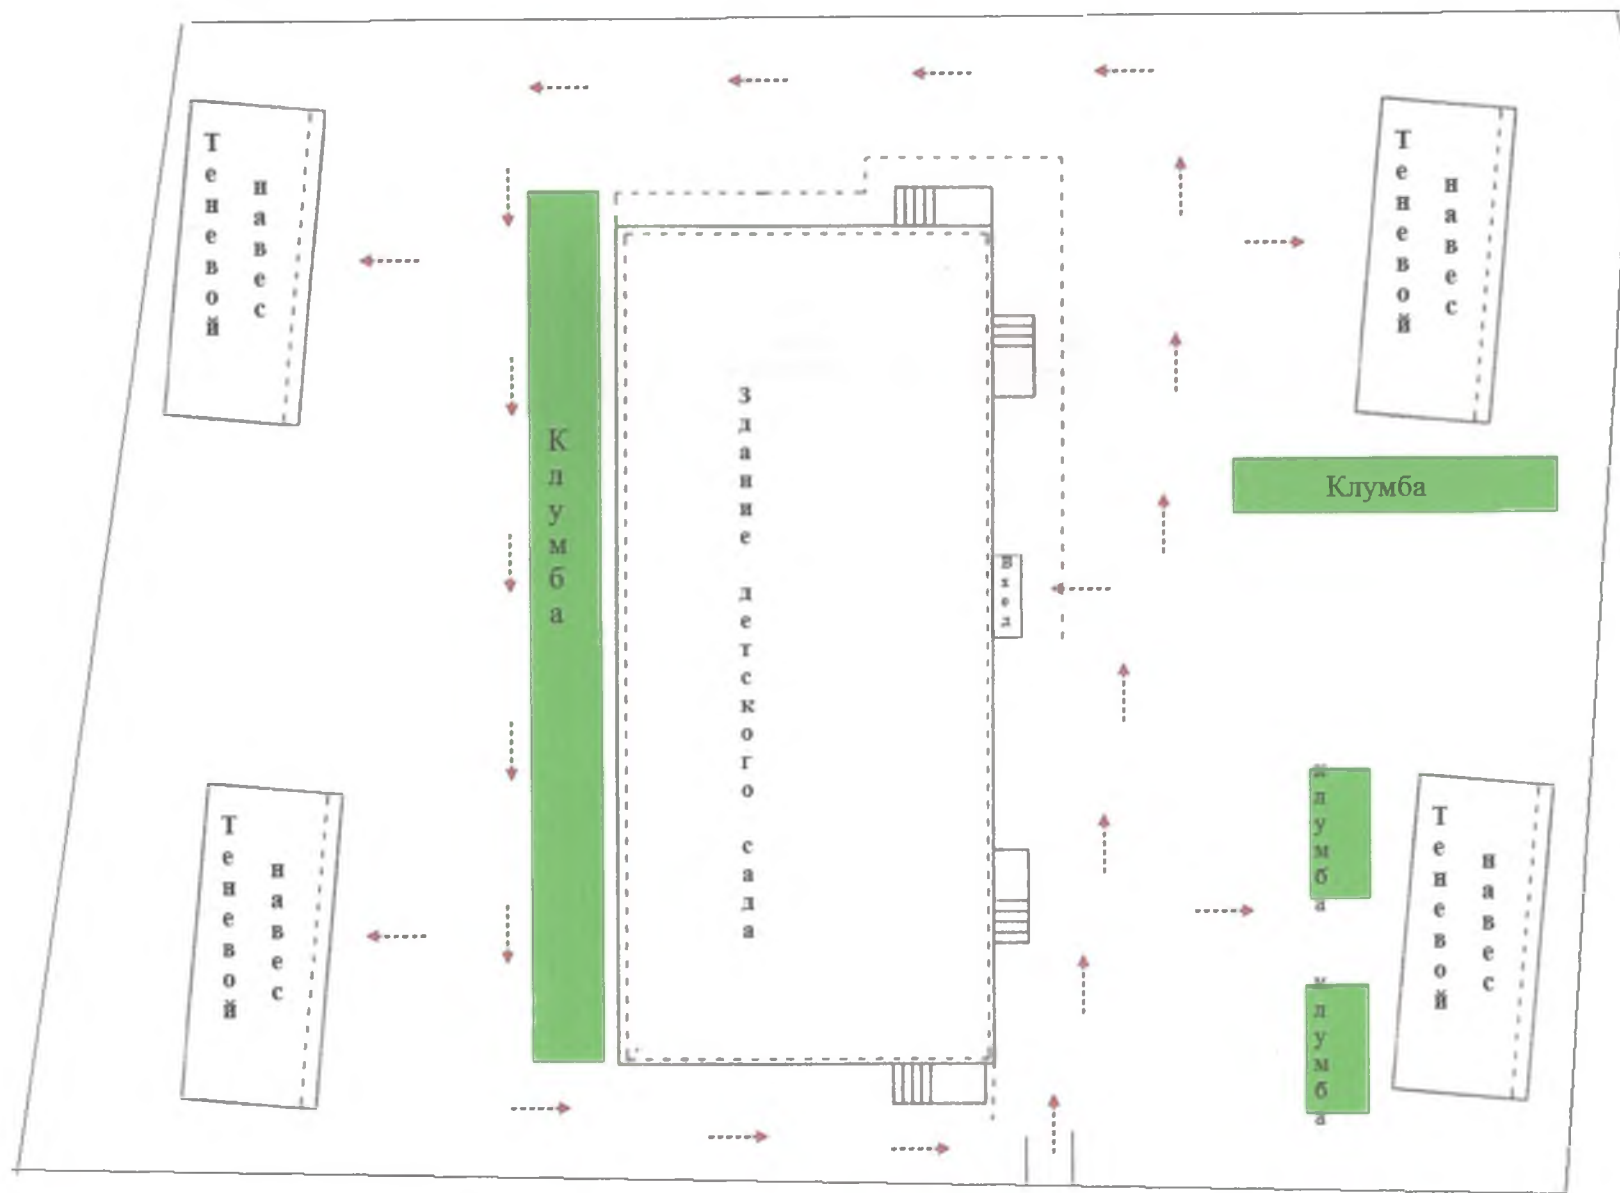 Теневой
навес
Теневой
навес
Клумба
Здание детского сада
Клумба
Вход
Теневой
навес
Клумба
Теневой
навес
Клумба